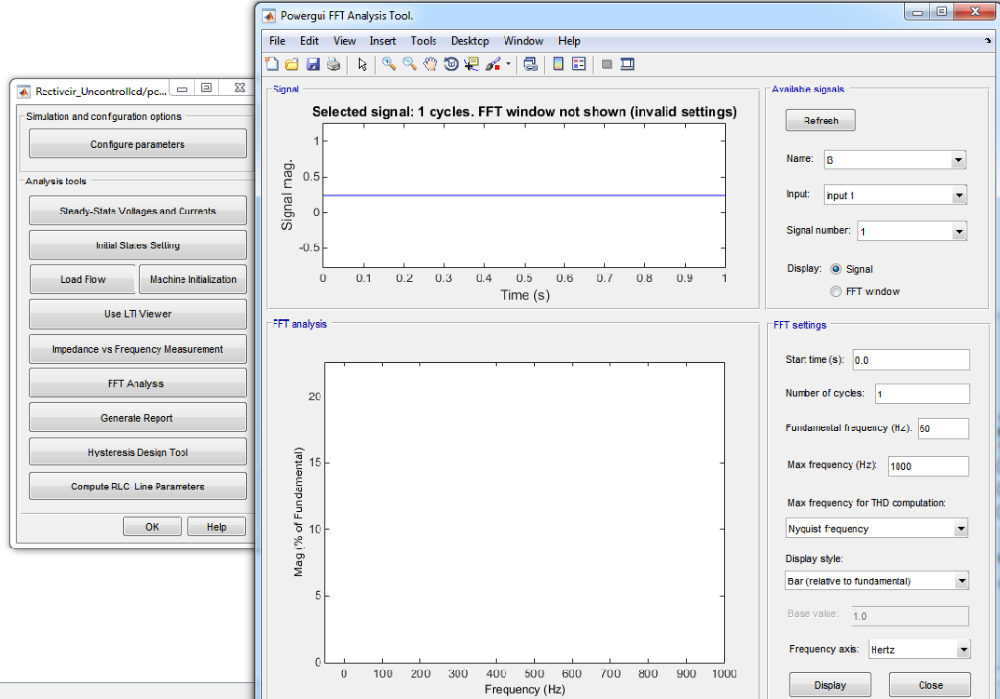 Powergui FFT Analysis Tool.
File Edit View Insert Tools Desktop Window Help
Rectiveir_Uncontrolled/po...
Simulation and configuration options
Configure parameters
Analysis tools
Steady-State Voltages and Currents
Initial States Setting
Load Flow
Machine Initialization
Use LTI Viewer
Impedance vs Frequency Measurement
FFT Analysis
Generate Report
Hysteresis Design Tool
Compute RLC Line Parameters
OK
Help
Signal
Selected signal: 1 cycles. FFT window not shown (invalid settings)
Signal mag.
1
0.5
0
-0.5
0 0.1 0.2 0.3 0.4 0.5 0.6 0.7 0.8 0.9 1
Time (s)
FFT analysis
Mag (% of Fundamental)
20
15
10
5
0
0 100 200 300 400 500 600 700 800 900 1000
Frequency (Hz)
Available signals
Refresh
Name:
Input: input 1
Signal number: 1
Display: Signal
FFT window
FFT settings
Start time (s): 0.0
Number of cycles: 1
Fundamental frequency (Hz): 60
Max frequency (Hz): 1000
Max frequency for THD computation:
Nyquist frequency
Display style:
Bar (relative to fundamental)
Base value: 1.0
Frequency axis: Hertz
Display
Close